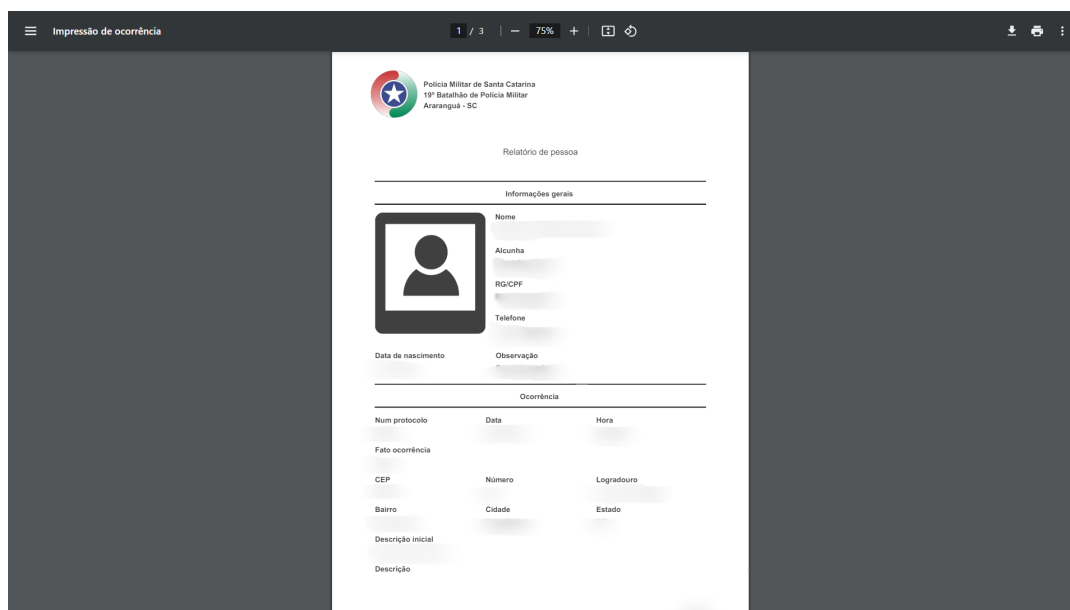 Impressão de ocorrência
1 / 3
75%
Polícia Militar de Santa Catarina
19º Batalhão de Polícia Militar
Araranguá - SC
Relatório de pessoa
Informações gerais
Nome
Alcunha
RG/CPF
Telefone
Data de nascimento Observação
Ocorrência
Num protocolo Data Hora
Fato ocorrência
CEP Número Logradouro
Bairro Cidade Estado
Descrição inicial
Descrição